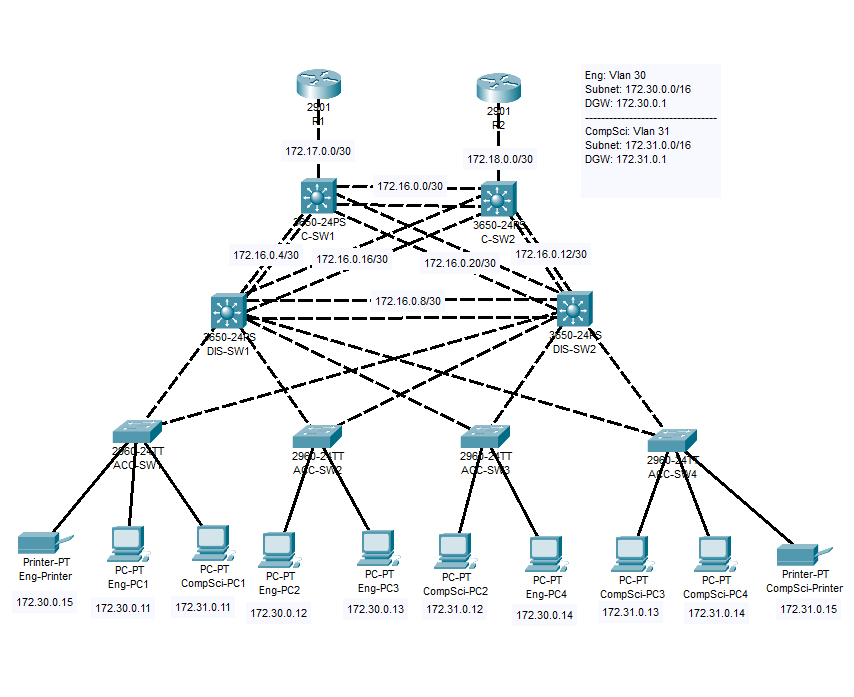 2901
R1
2901
R2
Eng: Vlan 30
Subnet: 172.30.0.0/16
DGW: 172.30.0.1
---------------------------------
CompSci: Vlan 31
Subnet: 172.31.0.0/16
DGW: 172.31.0.1
172.17.0.0/30
172.18.0.0/30
172.16.0.0/30
3650-24PS
C-SW1
3650-24PS
C-SW2
172.16.0.4/30
172.16.0.16/30
172.16.0.20/30
172.16.0.12/30
172.16.0.8/30
3650-24PS
DIS-SW1
3650-24PS
DIS-SW2
2960-24TT
ACC-SW1
2960-24TT
ACC-SW2
2960-24TT
ACC-SW3
2960-24TT
ACC-SW4
Printer-PT
Eng-Printer
172.30.0.15
PC-PT
Eng-PC1
172.30.0.11
PC-PT
CompSci-PC1
172.31.0.11
PC-PT
Eng-PC2
172.30.0.12
PC-PT
Eng-PC3
172.30.0.13
PC-PT
CompSci-PC2
172.31.0.12
PC-PT
Eng-PC4
172.30.0.14
PC-PT
CompSci-PC3
172.31.0.13
PC-PT
CompSci-PC4
172.31.0.14
Printer-PT
CompSci-Printer
172.31.0.15